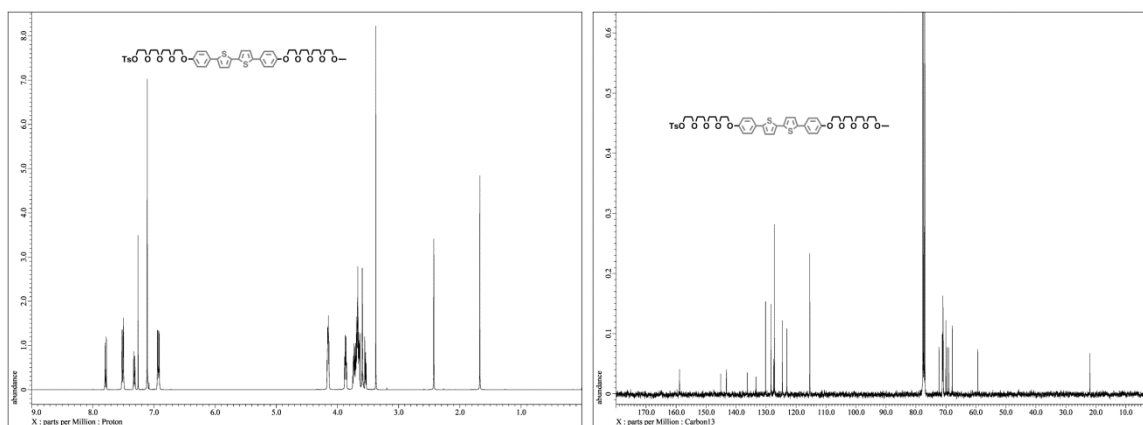 8.0
7.0
6.0
5.0
4.0
3.0
2.0
1.0
0
abundance
S
S
TsO O O O O
O O O O O
9.0 8.0 7.0 6.0 5.0 4.0 3.0 2.0 1.0
X : parts per Million : Proton
0.6
0.5
0.4
0.3
0.2
0.1
0
abundance
S
S
TsO O O O O
O O O O O
170.0 160.0 150.0 140.0 130.0 120.0 110.0 100.0 90.0 80.0 70.0 60.0 50.0 40.0 30.0 20.0 10.0
X : parts per Million : Carbon13